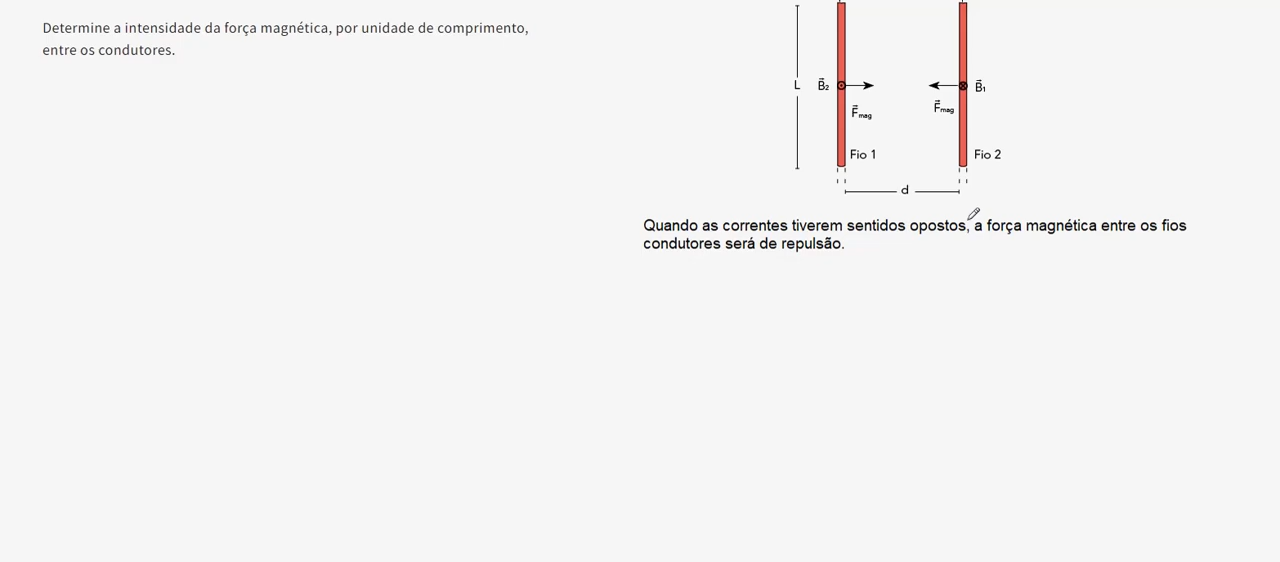 Determine a intensidade da força magnética, por unidade de comprimento,
entre os condutores.
L B⃗₂ B⃗₁
F⃗mag F⃗mag
Fio 1 Fio 2
d
Quando as correntes tiverem sentidos opostos, a força magnética entre os fios
condutores será de repulsão.